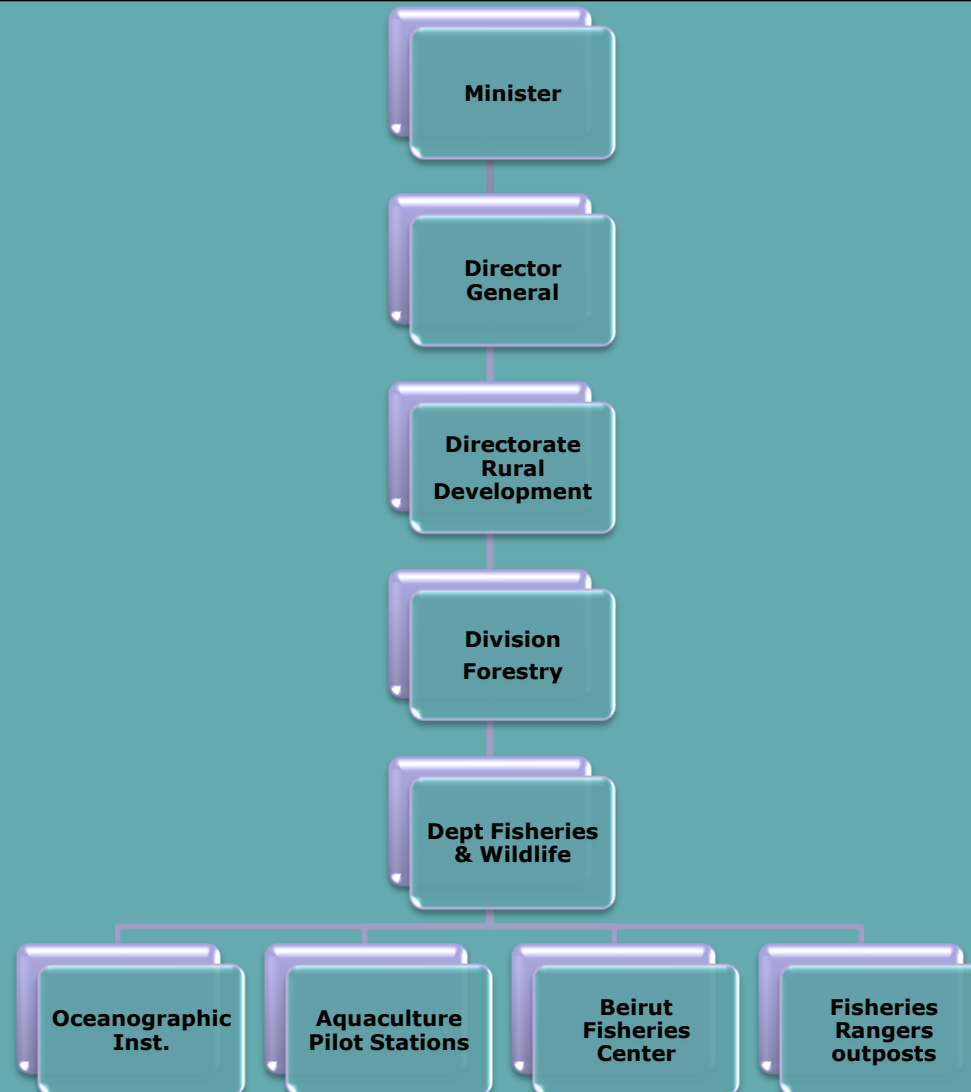 Minister
Director
General
Directorate
Rural
Development
Division
Forestry
Dept Fisheries
& Wildlife
Oceanographic
Inst.
Aquaculture
Pilot Stations
Beirut
Fisheries
Center
Fisheries
Rangers
outposts